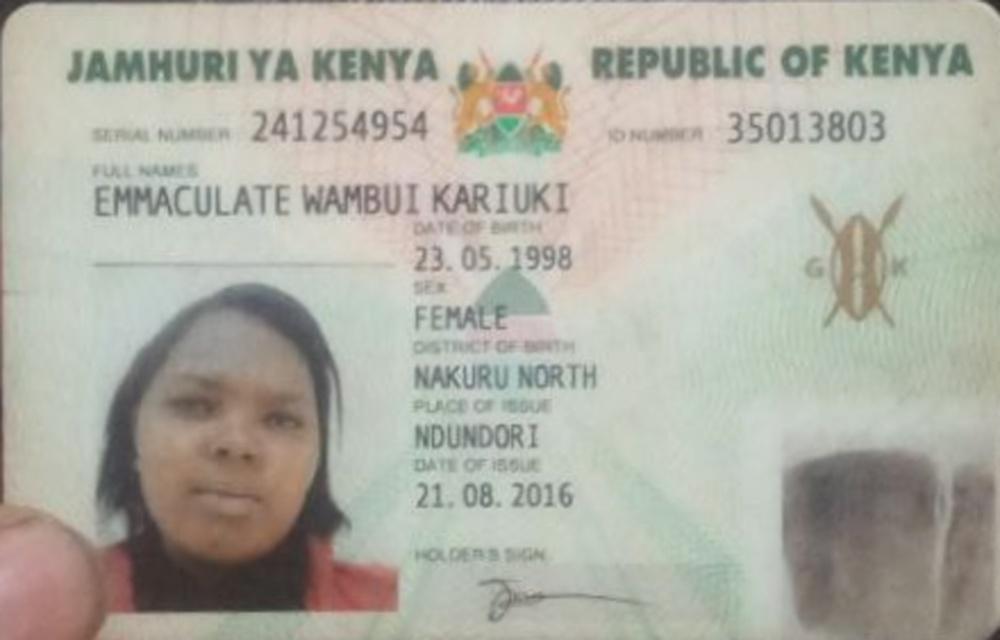 JAMHURI YA KENYA REPUBLIC OF KENYA
SERIAL NUMBER 241254954 ID NUMBER 35013803
FULL NAMES
EMMACULATE WAMBUI KARIUKI
DATE OF BIRTH
23.05.1998
G K
SEX
FEMALE
DISTRICT OF BIRTH
NAKURU NORTH
PLACE OF ISSUE
NDUNDORI
DATE OF ISSUE
21.08.2016
HOLDER'S SIGN.